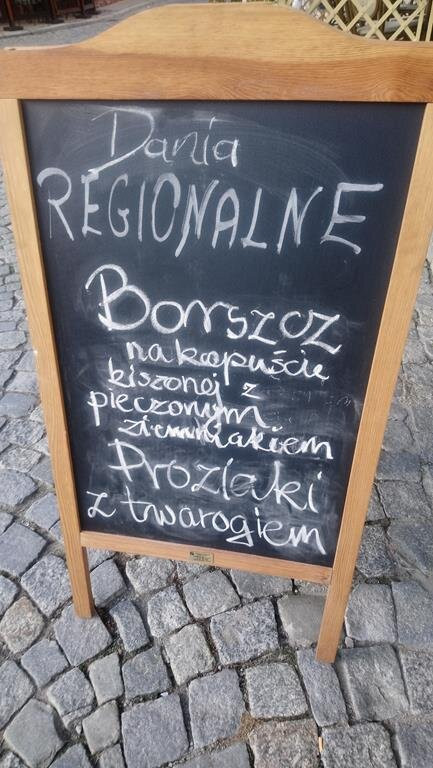 Dania
REGIONALNE
Borszcz
na kapuście
kiszonej z
pieczonym
ziemniakiem
Proziaki
z twarogiem